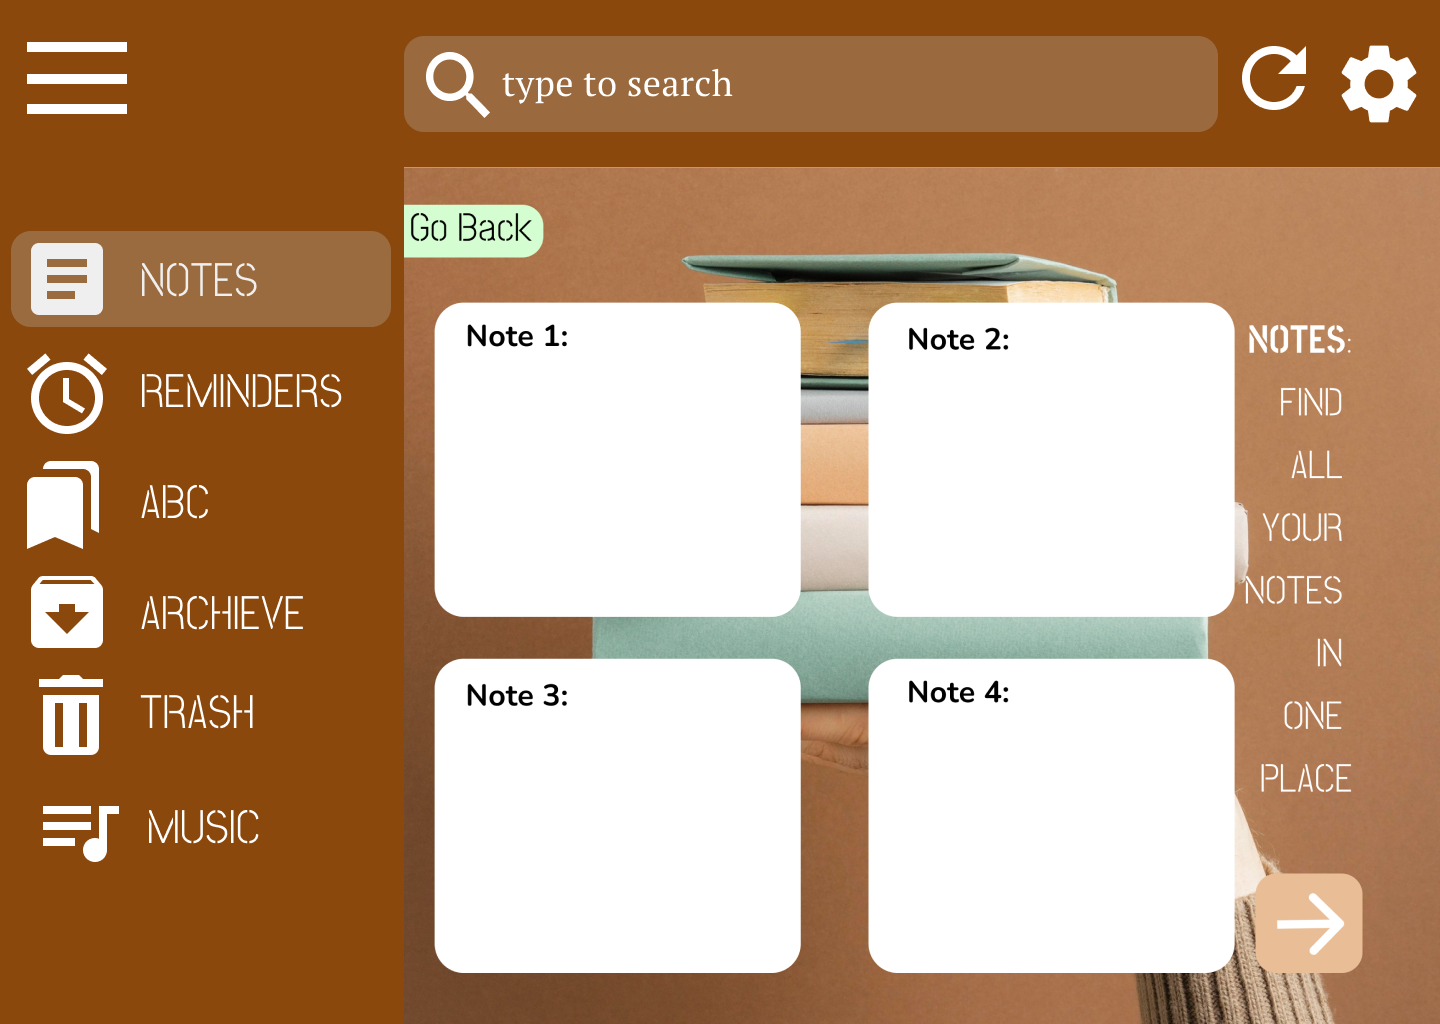 type to search
NOTES
REMINDERS
ABC
ARCHIEVE
TRASH
MUSIC
Go Back
Note 1:
Note 2:
Note 3:
Note 4:
NOTES:
FIND
ALL
YOUR
NOTES
IN
ONE
PLACE